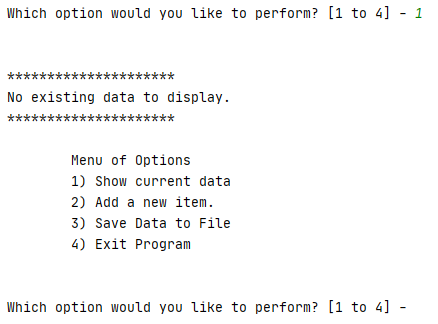 Which option would you like to perform? [1 to 4] - 1
*********************
No existing data to display.
*********************
Menu of Options
1) Show current data
2) Add a new item.
3) Save Data to File
4) Exit Program
Which option would you like to perform? [1 to 4] -